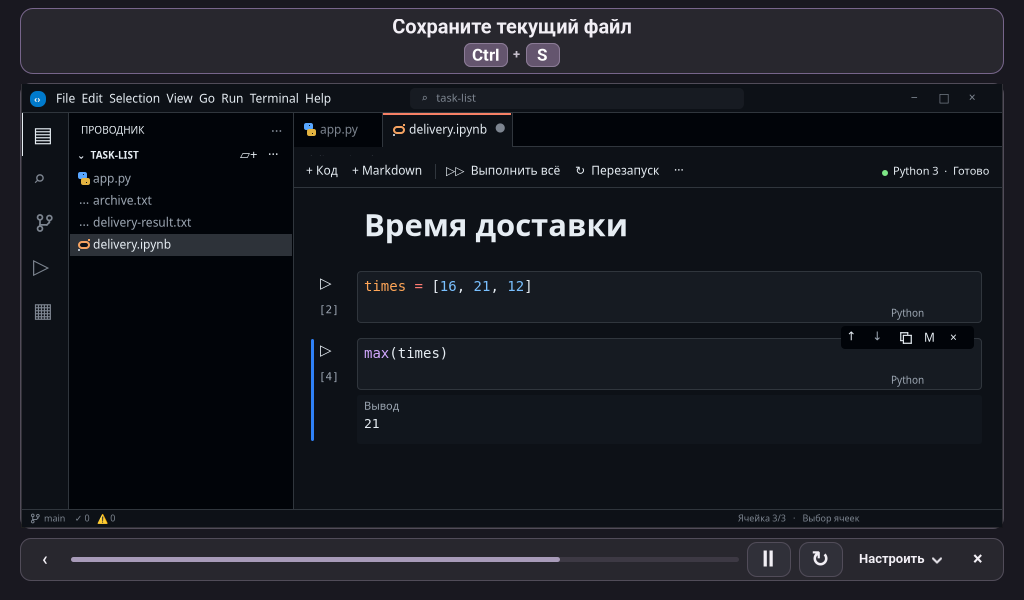 Сохраните текущий файл
Ctrl + S
File Edit Selection View Go Run Terminal Help
task-list
ПРОВОДНИК ···
TASK-LIST ···
app.py
... archive.txt
... delivery-result.txt
delivery.ipynb
app.py
delivery.ipynb
+ Код + Markdown Выполнить всё Перезапуск ···
Python 3 · Готово
Время доставки
times = [16, 21, 12]
[2]
Python
M ×
max(times)
[4]
Python
Вывод
21
main ✓ 0 ⚠ 0
Ячейка 3/3 · Выбор ячеек
Настроить